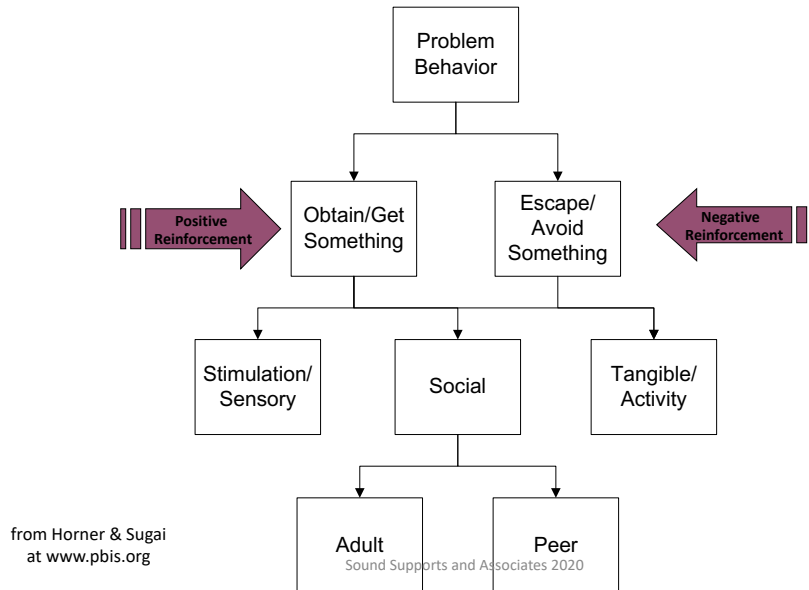 Problem
Behavior
Positive
Reinforcement
Obtain/Get
Something
Escape/
Avoid
Something
Negative
Reinforcement
Stimulation/
Sensory
Social
Tangible/
Activity
from Horner & Sugai
at www.pbis.org
Adult
Peer
Sound Supports and Associates 2020